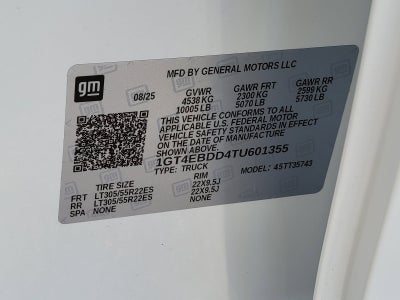 gm
MFD BY GENERAL MOTORS LLC
08/25 GVWR GAWR FRT GAWR RR
4538 KG 2300 KG 2599 KG
10005 LB 5070 LB 5730 LB
THIS VEHICLE CONFORMS TO ALL
APPLICABLE U.S. FEDERAL MOTOR
VEHICLE SAFETY STANDARDS IN EFFECT
ON THE DATE OF MANUFACTURE
1GT4EBDD4TU601355
TYPE: TRUCK MODEL: 4STT35743
TIRE SIZE RIM
FRT LT305/55R22ES 22X9.5J
RR LT305/55R22ES 22X9.5J
SPA NONE NONE